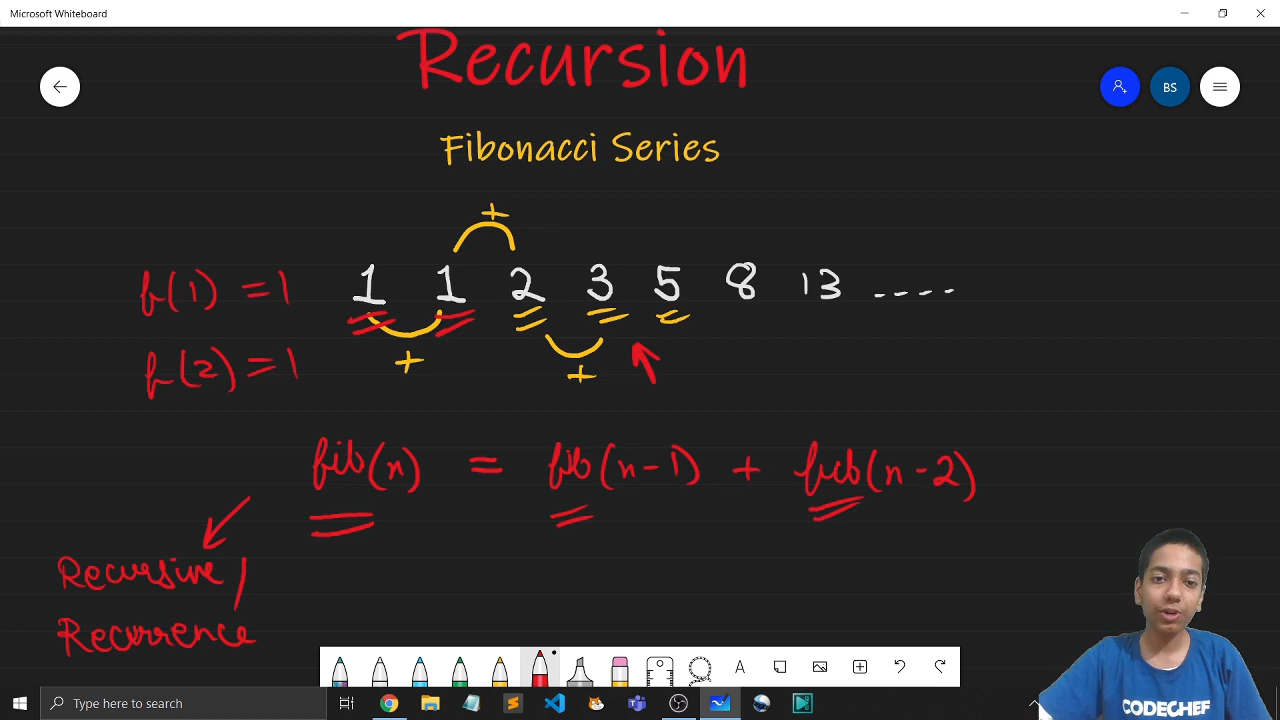 Microsoft Whiteboard
Recursion
BS
Fibonacci Series
+
f(1) = 1 1 1 2 3 5 8 13 ....
+ +
f(2) = 1
fib(n) = fib(n-1) + fib(n-2)
Recursive/
Recurrence
A
Type here to search
CODECHEF